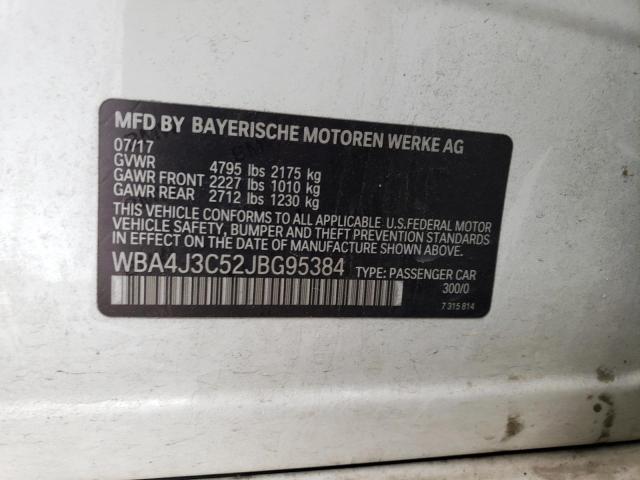 MFD BY BAYERISCHE MOTOREN WERKE AG
07/17
GVWR 4795 lbs 2175 kg
GAWR FRONT 2227 lbs 1010 kg
GAWR REAR 2712 lbs 1230 kg
THIS VEHICLE CONFORMS TO ALL APPLICABLE U.S.FEDERAL MOTOR
VEHICLE SAFETY, BUMPER AND THEFT PREVENTION STANDARDS
IN EFFECT ON THE DATE OF MANUFACTURE SHOWN ABOVE.
WBA4J3C52JBG95384 TYPE: PASSENGER CAR
300/0
7 315 814